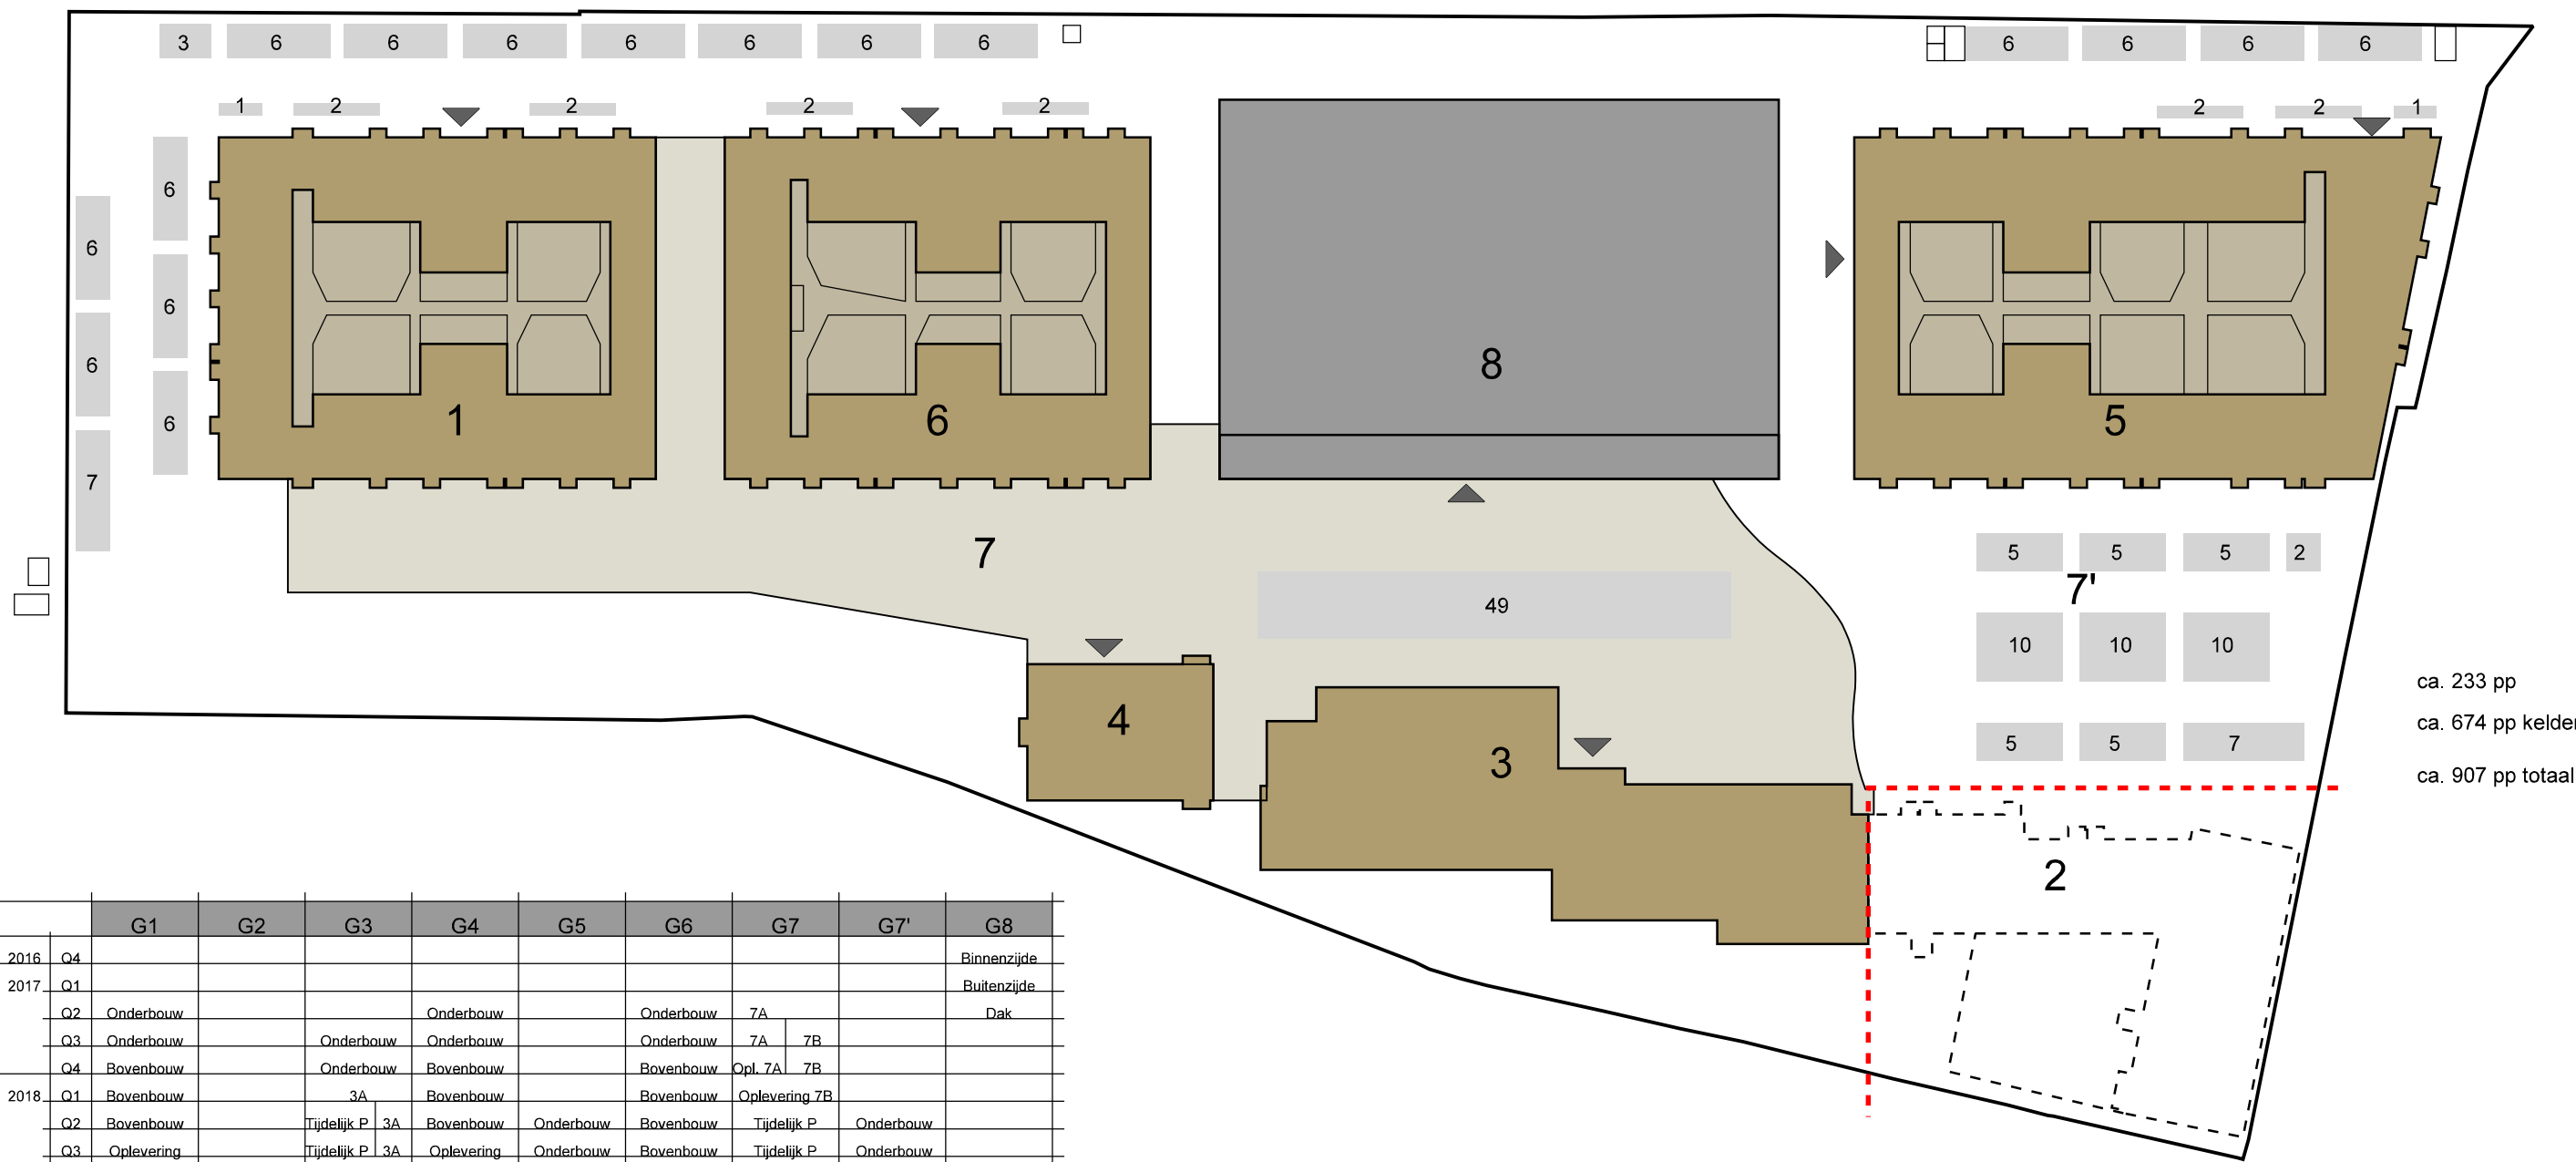 3 6 6 6 6 6 6 6 6 6 6 6
1 2 2 2 2 2 2 1
6
6
6
6
6
6
7
1
6
8
5
7
49
5 5 5 2
7'
10 10 10
5 5 7
4
3
2
ca. 233 pp
ca. 674 pp kelder
ca. 907 pp totaal
G1 G2 G3 G4 G5 G6 G7 G7' G8
2016 Q4 Binnenzijde
2017 Q1 Buitenzijde
Q2 Onderbouw Onderbouw Onderbouw 7A Dak
Q3 Onderbouw Onderbouw Onderbouw Onderbouw 7A 7B
Q4 Bovenbouw Onderbouw Bovenbouw Bovenbouw Opl. 7A 7B
2018 Q1 Bovenbouw 3A Bovenbouw Bovenbouw Oplevering 7B
Q2 Bovenbouw Tijdelijk P 3A Bovenbouw Onderbouw Bovenbouw Tijdelijk P Onderbouw
Q3 Oplevering Tijdelijk P 3A Oplevering Onderbouw Bovenbouw Tijdelijk P Onderbouw